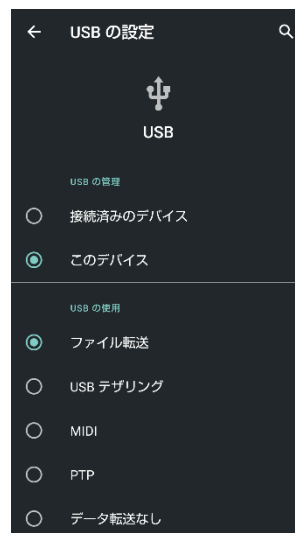 USB の設定
USB
USB の管理
接続済みのデバイス
このデバイス
USB の使用
ファイル転送
USB テザリング
MIDI
PTP
データ転送なし